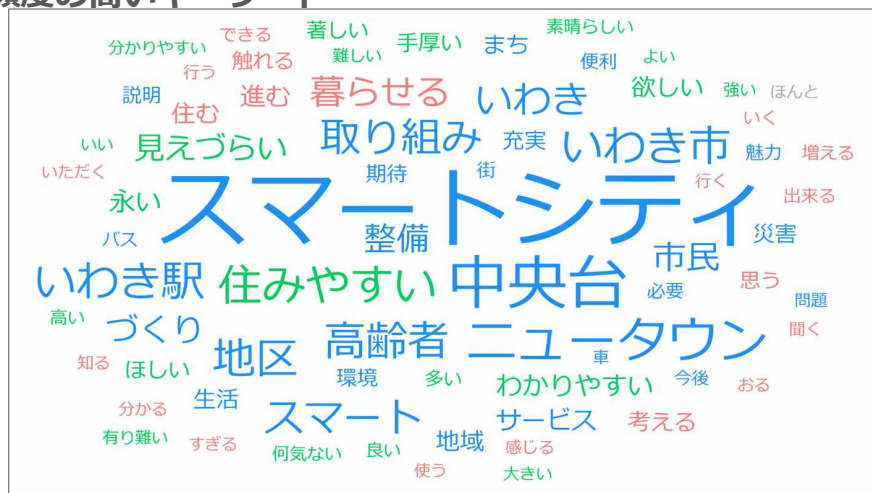 頻度の高いキーワード
分かりやすい できる 著しい 手厚い まち 素晴らしい
行う 触れる 難しい 便利 よい
説明 住む 進む 暮らせる いわき 欲しい 強い ほんと
いい 見えづらい 取り組み 充実 いわき市 いく 魅力 増える
いただく 永い 期待 街 行く 出来る
スマートシティ
バス 整備 市民 災害
いわき駅 住みやすい 中央台 必要 思う 問題
高い づくり 地区 高齢者 ニュータウン 車 聞く
知る ほしい 環境 多い わかりやすい 今後 おる
分かる 生活 スマート サービス 考える
有り難い すぎる 何気ない 良い 地域 感じる
使う 大きい